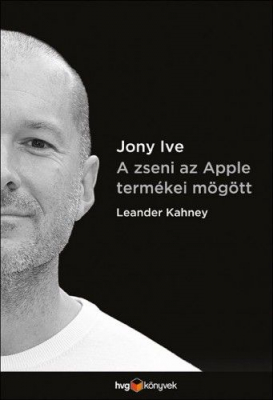 Jony Ive
A zseni az Apple
termékei mögött
Leander Kahney
hvg könyvek